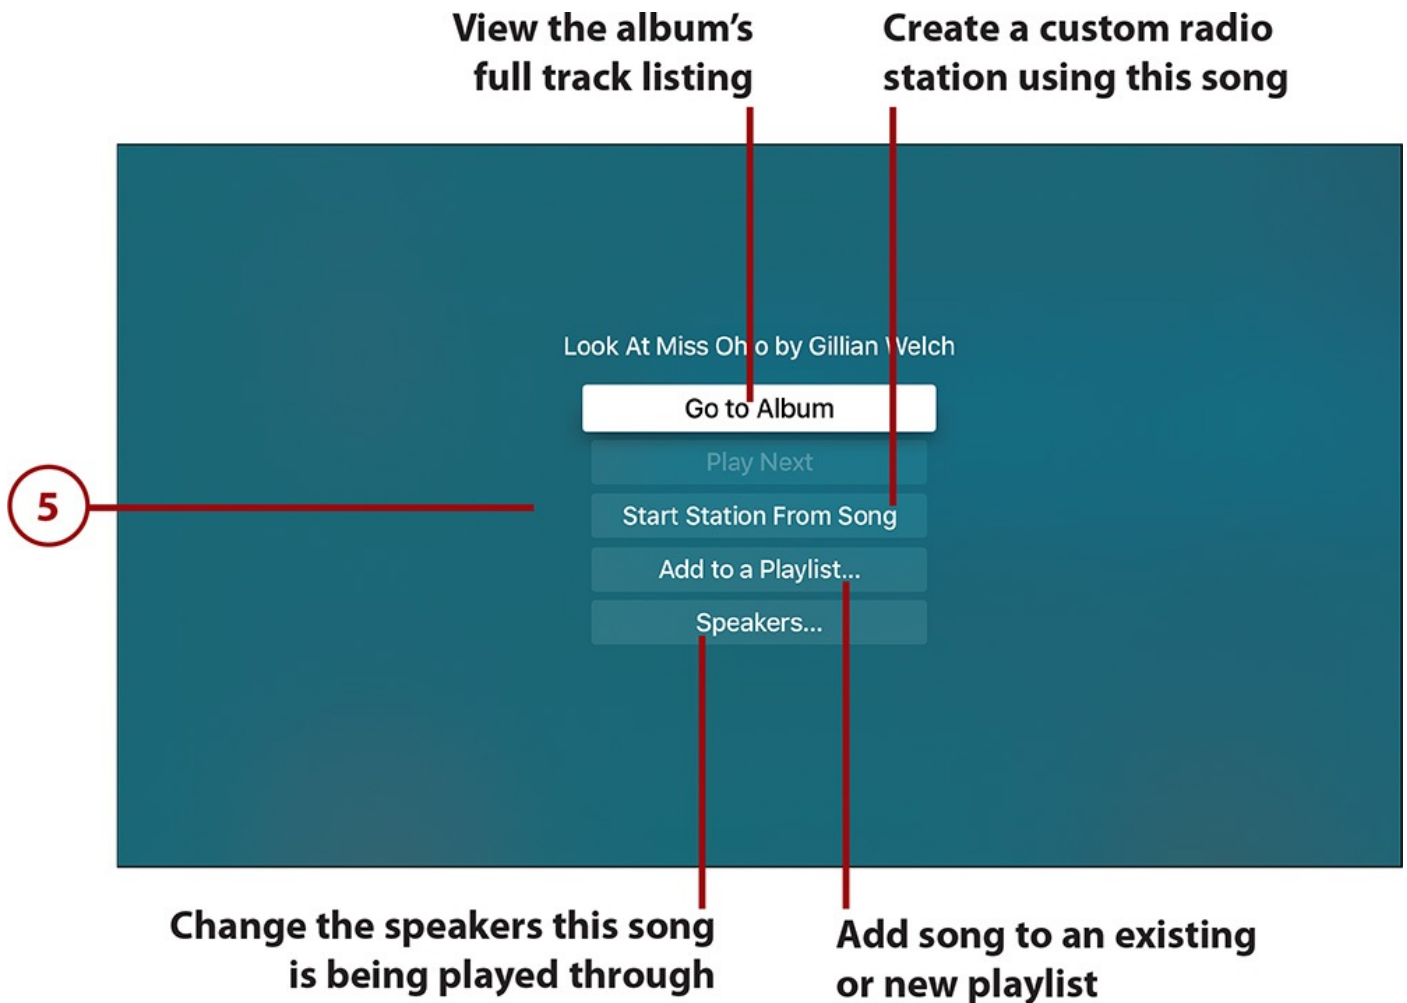 View the album's
full track listing
Create a custom radio
station using this song
Look At Miss Ohio by Gillian Welch
Go to Album
Play Next
5
Start Station From Song
Add to a Playlist...
Speakers...
Change the speakers this song
is being played through
Add song to an existing
or new playlist